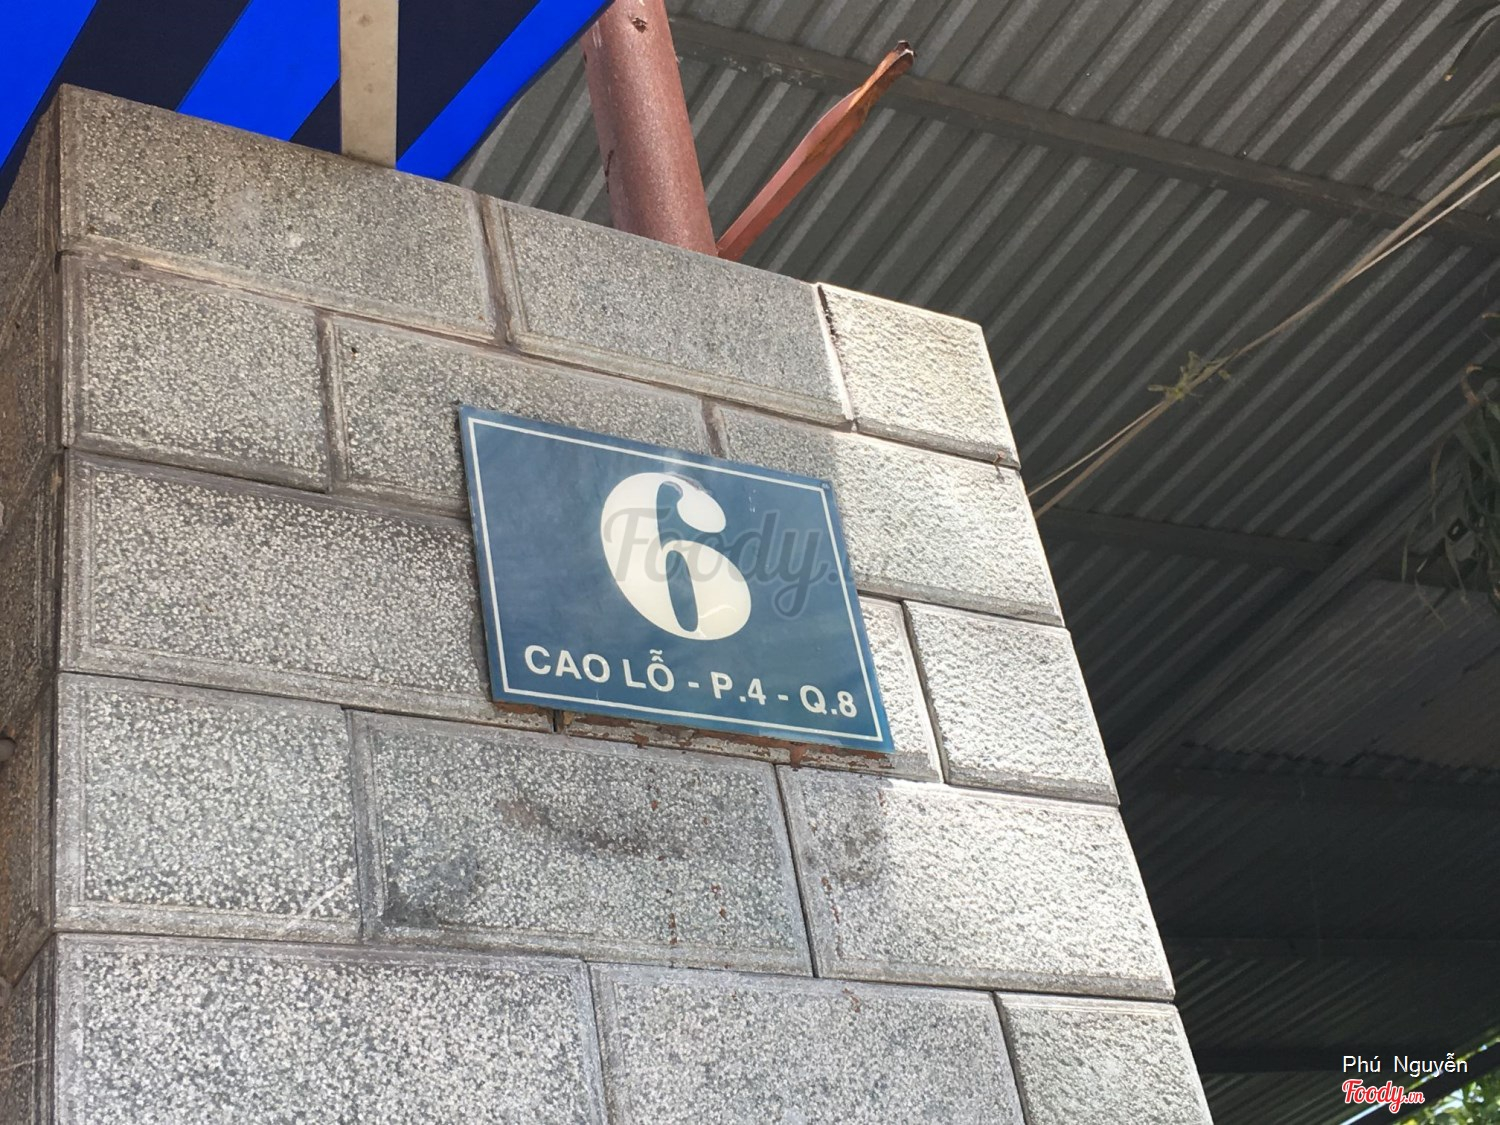 6
CAO LỖ - P.4 - Q.8
Foody.vn
Phú Nguyễn
Foody.vn